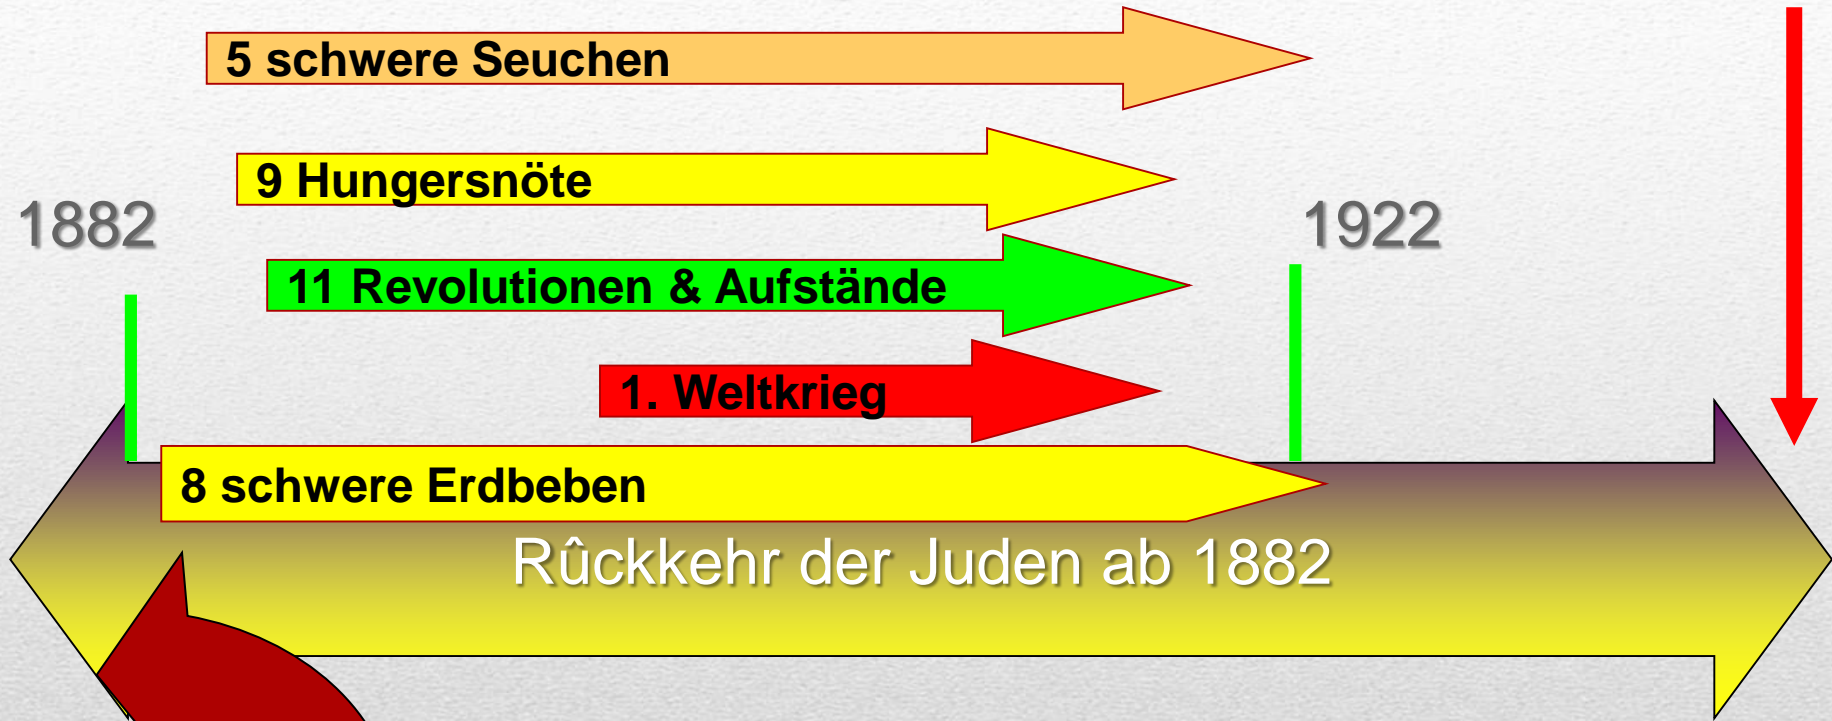 5 schwere Seuchen
9 Hungersnöte
1882
1922
11 Revolutionen & Aufstände
1. Weltkrieg
8 schwere Erdbeben
Rûckkehr der Juden ab 1882